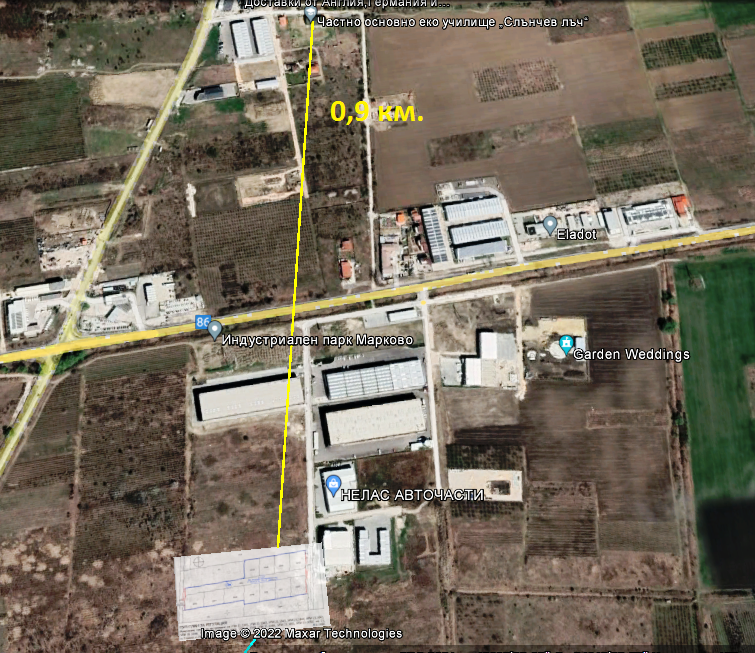 Доставки от Англия,Германия и...
Частно основно еко училище „Слънчев лъч“
0,9 км.
Eladot
86
Индустриален парк Марково
Garden Weddings
НЕЛАС АВТОЧАСТИ
Image © 2022 Maxar Technologies